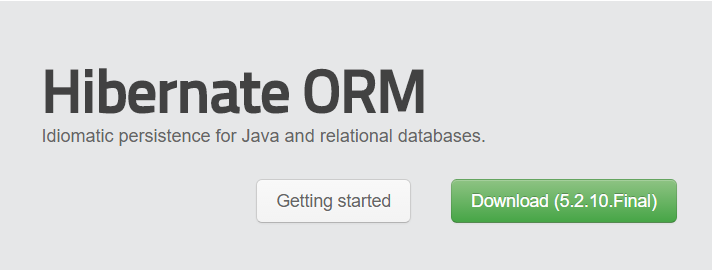 Hibernate ORM
Idiomatic persistence for Java and relational databases.
Getting started
Download (5.2.10.Final)